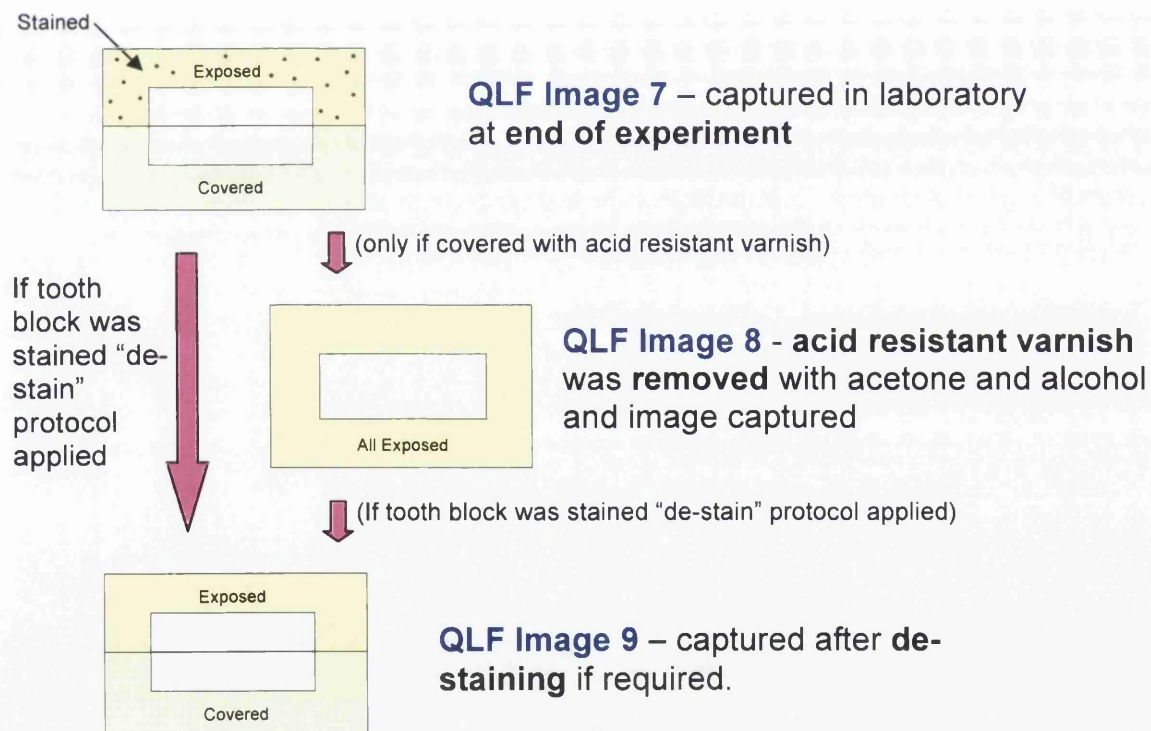 Stained
Exposed
Covered
QLF Image 7 – captured in laboratory
at end of experiment
(only if covered with acid resistant varnish)
If tooth
block was
stained “de-
stain”
protocol
applied
All Exposed
QLF Image 8 - acid resistant varnish
was removed with acetone and alcohol
and image captured
(If tooth block was stained “de-stain” protocol applied)
Exposed
Covered
QLF Image 9 – captured after de-
staining if required.